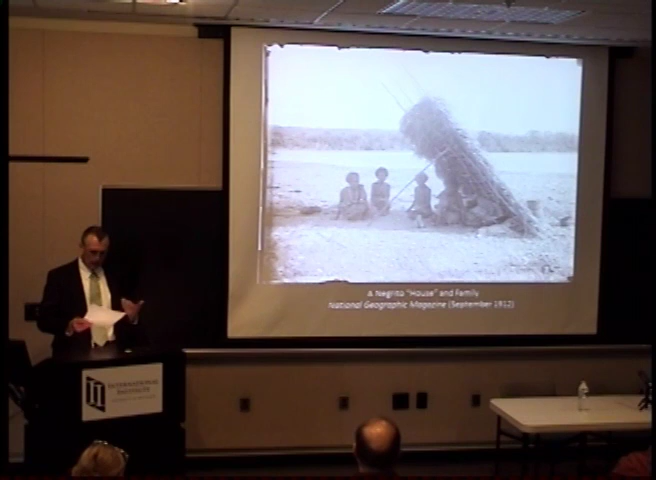 A Negrito "House" and Family
National Geographic Magazine (September 1912)
INTERNATIONAL
INSTITUTE